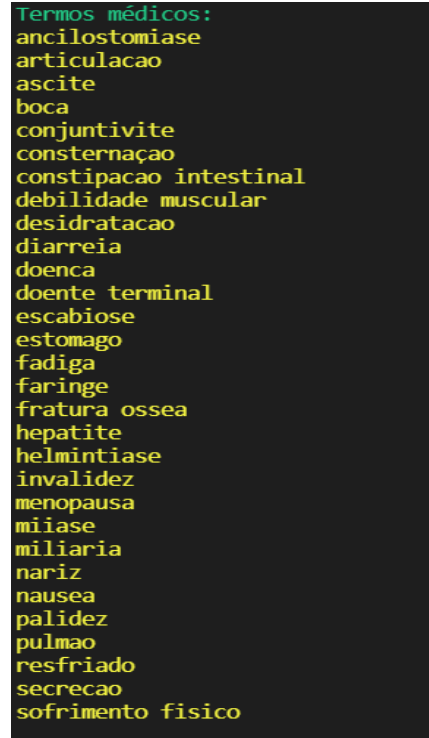 Termos médicos:
ancilostomiase
articulacao
ascite
boca
conjuntivite
consternaçao
constipacao intestinal
debilidade muscular
desidratacao
diarreia
doenca
doente terminal
escabiose
estomago
fadiga
faringe
fratura ossea
hepatite
helmintiase
invalidez
menopausa
miiase
miliaria
nariz
nausea
palidez
pulmao
resfriado
secrecao
sofrimento fisico